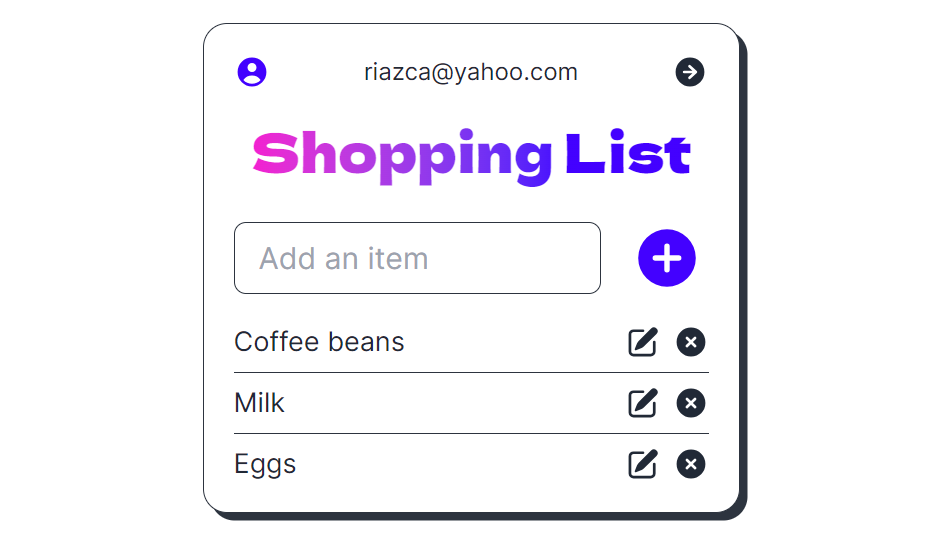 riazca@yahoo.com
Shopping List
Add an item
Coffee beans
Milk
Eggs